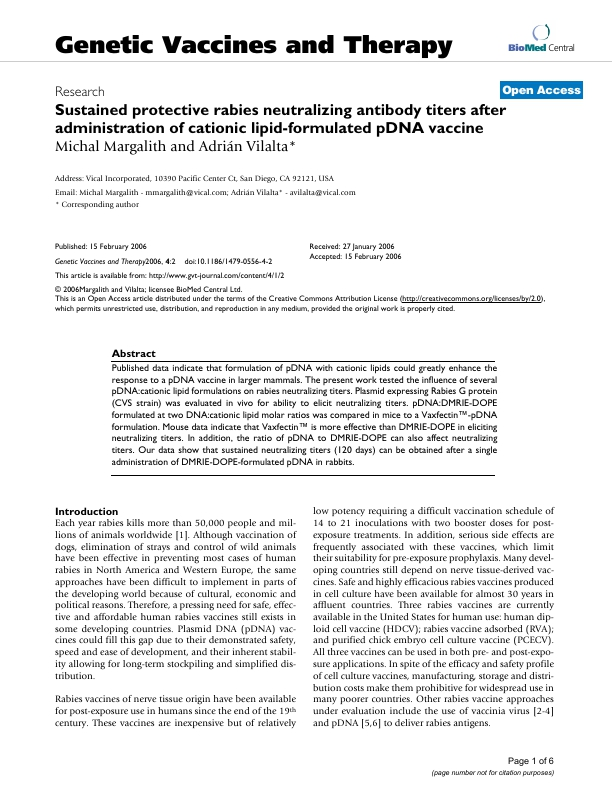 Genetic Vaccines and Therapy
BioMed Central
Research
Open Access
Sustained protective rabies neutralizing antibody titers after
administration of cationic lipid-formulated pDNA vaccine
Michal Margalith and Adrián Vilalta*
Address: Vical Incorporated, 10390 Pacific Center Ct, San Diego, CA 92121, USA
Email: Michal Margalith - mmargalith@vical.com; Adrián Vilalta* - avilalta@vical.com
* Corresponding author
Published: 15 February 2006
Genetic Vaccines and Therapy2006, 4:2 doi:10.1186/1479-0556-4-2
This article is available from: http://www.gvt-journal.com/content/4/1/2
Received: 27 January 2006
Accepted: 15 February 2006
© 2006Margalith and Vilalta; licensee BioMed Central Ltd.
This is an Open Access article distributed under the terms of the Creative Commons Attribution License (http://creativecommons.org/licenses/by/2.0),
which permits unrestricted use, distribution, and reproduction in any medium, provided the original work is properly cited.
Abstract
Published data indicate that formulation of pDNA with cationic lipids could greatly enhance the
response to a pDNA vaccine in larger mammals. The present work tested the influence of several
pDNA:cationic lipid formulations on rabies neutralizing titers. Plasmid expressing Rabies G protein
(CVS strain) was evaluated in vivo for ability to elicit neutralizing titers. pDNA:DMRIE-DOPE
formulated at two DNA:cationic lipid molar ratios was compared in mice to a Vaxfectin™-pDNA
formulation. Mouse data indicate that Vaxfectin™ is more effective than DMRIE-DOPE in eliciting
neutralizing titers. In addition, the ratio of pDNA to DMRIE-DOPE can also affect neutralizing
titers. Our data show that sustained neutralizing titers (120 days) can be obtained after a single
administration of DMRIE-DOPE-formulated pDNA in rabbits.
Introduction
Each year rabies kills more than 50,000 people and mil-
lions of animals worldwide [1]. Although vaccination of
dogs, elimination of strays and control of wild animals
have been effective in preventing most cases of human
rabies in North America and Western Europe, the same
approaches have been difficult to implement in parts of
the developing world because of cultural, economic and
political reasons. Therefore, a pressing need for safe, effec-
tive and affordable human rabies vaccines still exists in
some developing countries. Plasmid DNA (pDNA) vac-
cines could fill this gap due to their demonstrated safety,
speed and ease of development, and their inherent stabil-
ity allowing for long-term stockpiling and simplified dis-
tribution.
Rabies vaccines of nerve tissue origin have been available
for post-exposure use in humans since the end of the 19th
century. These vaccines are inexpensive but of relatively
low potency requiring a difficult vaccination schedule of
14 to 21 inoculations with two booster doses for post-
exposure treatments. In addition, serious side effects are
frequently associated with these vaccines, which limit
their suitability for pre-exposure prophylaxis. Many devel-
oping countries still depend on nerve tissue-derived vac-
cines. Safe and highly efficacious rabies vaccines produced
in cell culture have been available for almost 30 years in
affluent countries. Three rabies vaccines are currently
available in the United States for human use: human dip-
loid cell vaccine (HDCV); rabies vaccine adsorbed (RVA);
and purified chick embryo cell culture vaccine (PCECV).
All three vaccines can be used in both pre- and post-expo-
sure applications. In spite of the efficacy and safety profile
of cell culture vaccines, manufacturing, storage and distri-
bution costs make them prohibitive for widespread use in
many poorer countries. Other rabies vaccine approaches
under evaluation include the use of vaccinia virus [2-4]
and pDNA [5,6] to deliver rabies antigens.
Page 1 of 6
(page number not for citation purposes)